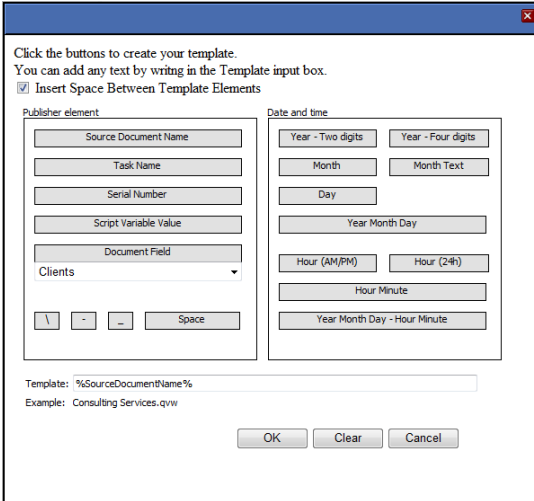 Click the buttons to create your template.
You can add any text by writng in the Template input box.
Insert Space Between Template Elements
Publisher element
Source Document Name
Task Name
Serial Number
Script Variable Value
Document Field
Clients
\ - _ Space
Date and time
Year - Two digits Year - Four digits
Month Month Text
Day
Year Month Day
Hour (AM/PM) Hour (24h)
Hour Minute
Year Month Day - Hour Minute
Template: %SourceDocumentName%
Example: Consulting Services.qvw
OK Clear Cancel